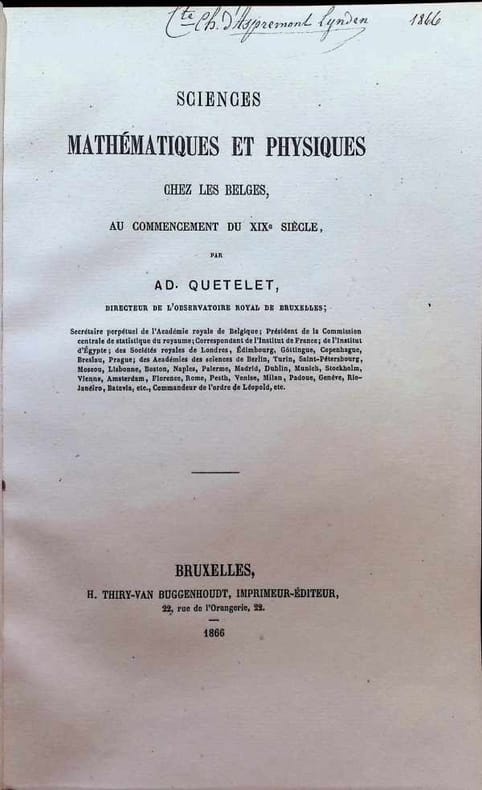 Cte Ch. d'Aspremont Lynden 1866
SCIENCES
MATHÉMATIQUES ET PHYSIQUES
CHEZ LES BELGES,
AU COMMENCEMENT DU XIXe SIÈCLE,
PAR
AD. QUETELET,
DIRECTEUR DE L'OBSERVATOIRE ROYAL DE BRUXELLES;
Secrétaire perpétuel de l'Académie royale de Belgique; Président de la Commission
centrale de statistique du royaume; Correspondant de l'Institut de France; de l'Institut
d'Égypte; des Sociétés royales de Londres, Édimbourg, Göttingue, Copenhague,
Breslau, Prague; des Académies des sciences de Berlin, Turin, Saint-Pétersbourg,
Moscou, Lisbonne, Boston, Naples, Palerme, Madrid, Dublin, Munich, Stockholm,
Vienne, Amsterdam, Florence, Rome, Pesth, Venise, Milan, Padoue, Genève, Rio-
Janéiro, Batavia, etc., Commandeur de l'ordre de Léopold, etc.
BRUXELLES,
H. THIRY-VAN BUGGENHOUDT, IMPRIMEUR-ÉDITEUR,
22, rue de l'Orangerie, 22.
1866